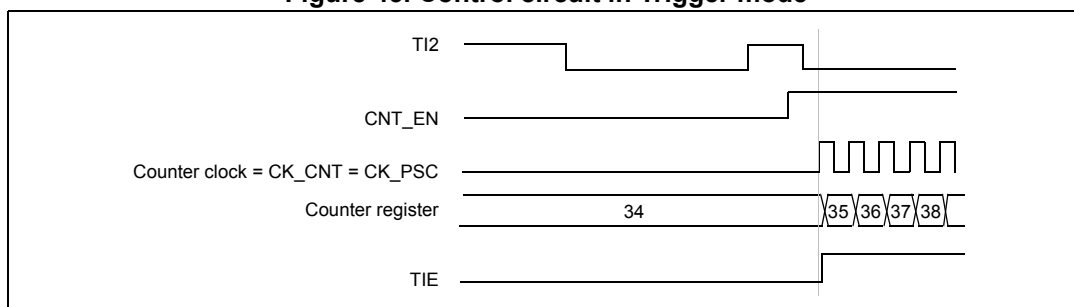 Figure Control circuit in Trigger mode
TI2
CNT_EN
Counter clock = CK_CNT = CK_PSC
Counter register
34
35 36 37 38
TIE